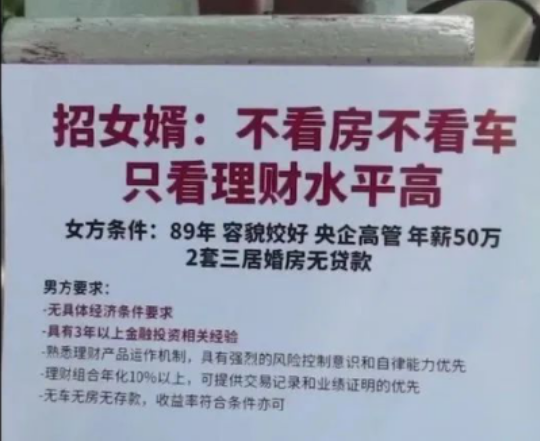 招女婿：不看房不看车
只看理财水平高
女方条件：89年 容貌姣好 央企高管 年薪50万
2套三居婚房无贷款
男方要求：
-无具体经济条件要求
-具有3年以上金融投资相关经验
-熟悉理财产品运作机制，具有强烈的风险控制意识和自律能力优先
-理财组合年化10%以上，可提供交易记录和业绩证明的优先
-无车无房无存款，收益率符合条件亦可